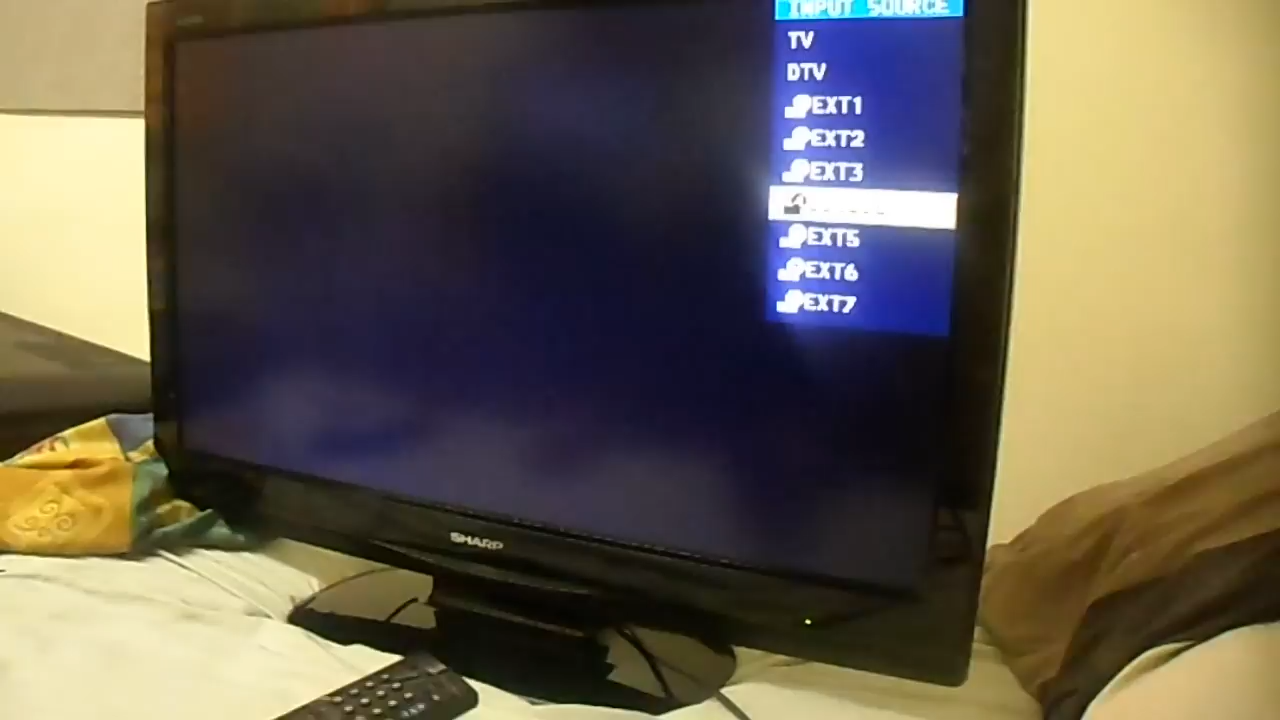 INPUT SOURCE
TV
DTV
EXT1
EXT2
EXT3
EXT5
EXT6
EXT7
SHARP